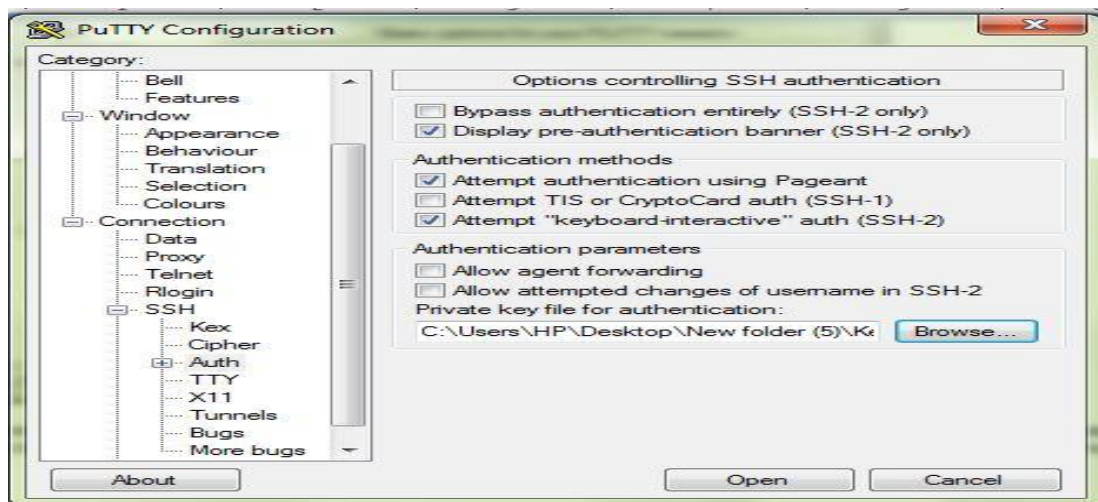 PuTTY Configuration
Category:
Bell
Features
Window
Appearance
Behaviour
Translation
Selection
Colours
Connection
Data
Proxy
Telnet
Rlogin
SSH
Kex
Cipher
Auth
TTY
X11
Tunnels
Bugs
More bugs
Options controlling SSH authentication
Bypass authentication entirely (SSH-2 only)
Display pre-authentication banner (SSH-2 only)
Authentication methods
Attempt authentication using Pageant
Attempt TIS or CryptoCard auth (SSH-1)
Attempt "keyboard-interactive" auth (SSH-2)
Authentication parameters
Allow agent forwarding
Allow attempted changes of username in SSH-2
Private key file for authentication:
C:\Users\HP\Desktop\New folder (5)\Ke
Browse...
About
Open
Cancel